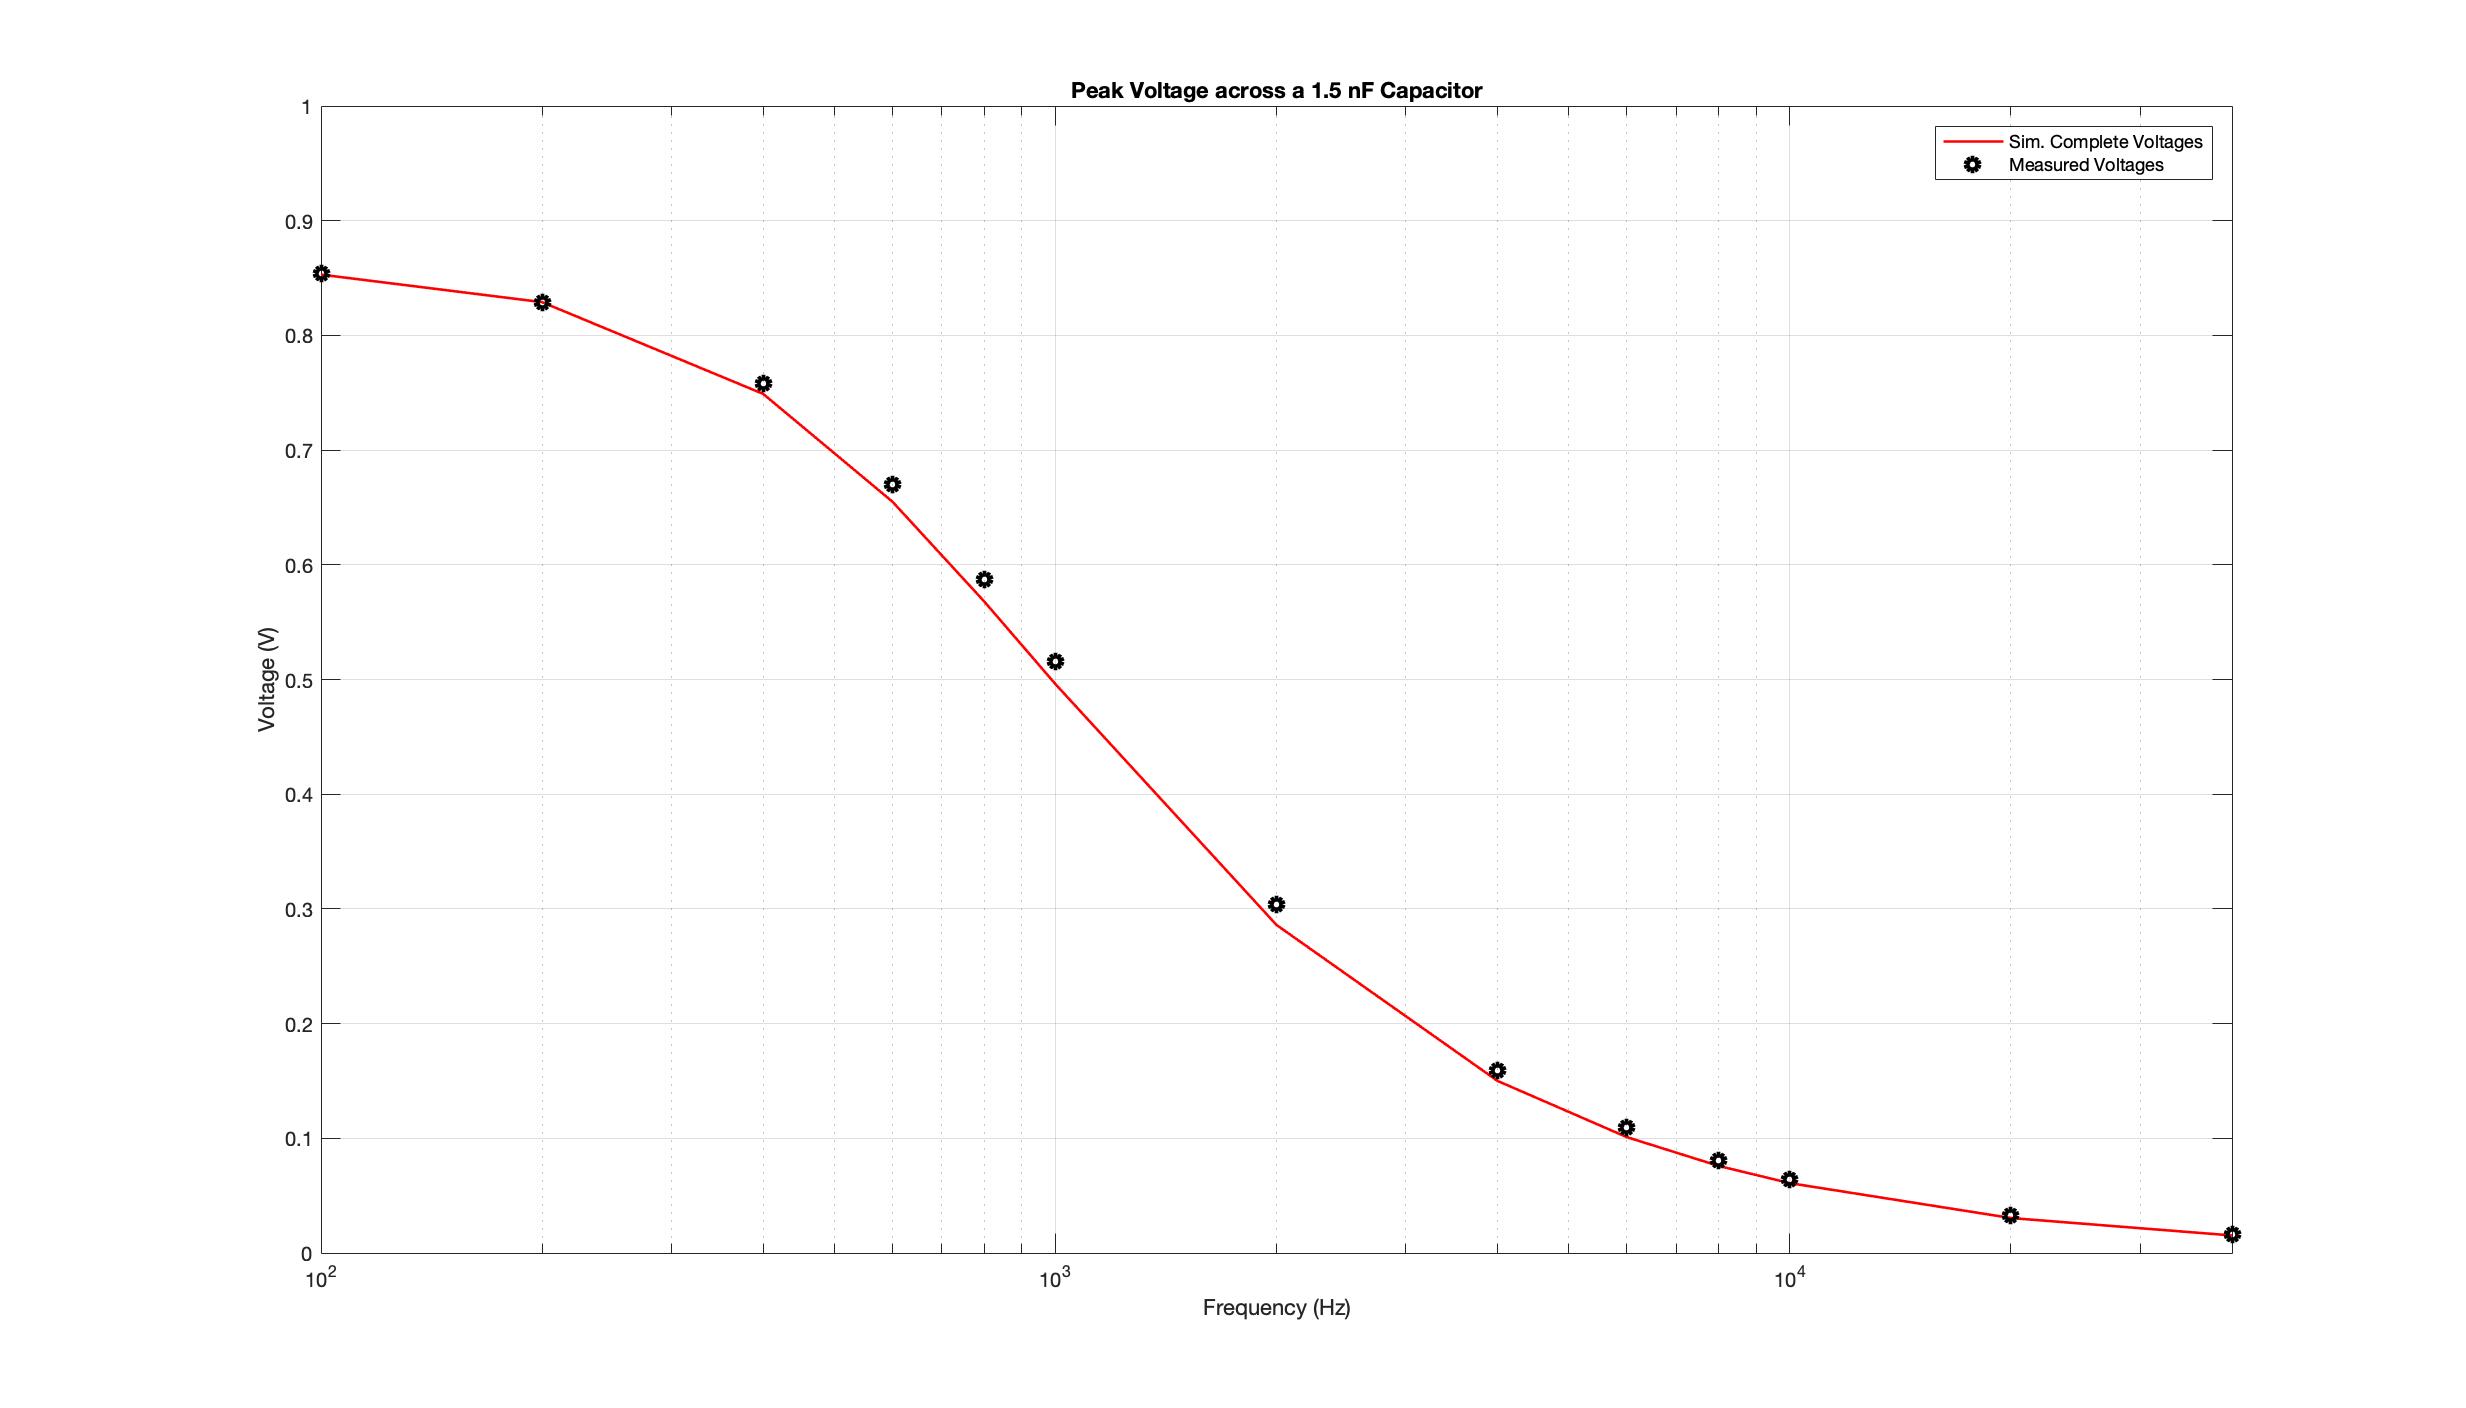 Peak Voltage across a 1.5 nF Capacitor
Sim. Complete Voltages
Measured Voltages
Voltage (V)
1
0.9
0.8
0.7
0.6
0.5
0.4
0.3
0.2
0.1
0
10^2 10^3 10^4
Frequency (Hz)